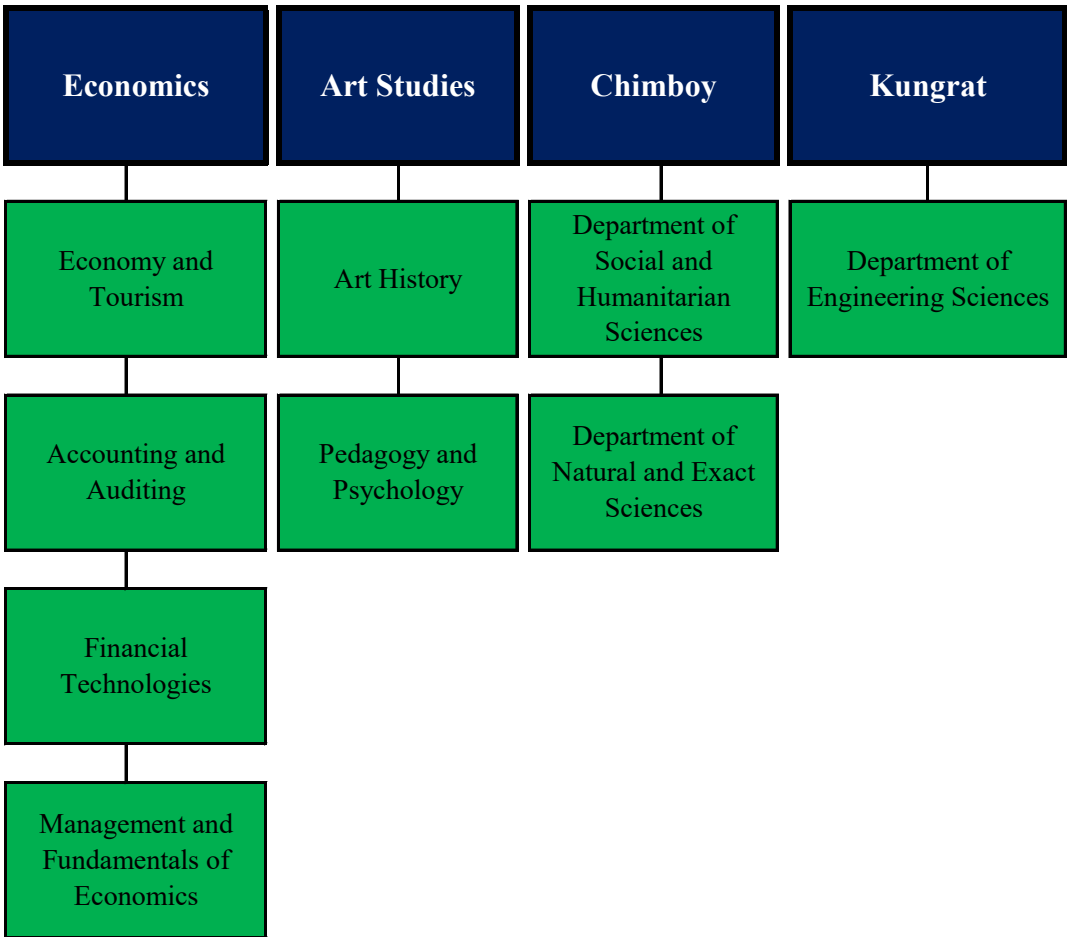 Economics
Economy and
Tourism
Accounting and
Auditing
Financial
Technologies
Management and
Fundamentals of
Economics
Art Studies
Art History
Pedagogy and
Psychology
Chimboy
Department of
Social and
Humanitarian
Sciences
Department of
Natural and Exact
Sciences
Kungrat
Department of
Engineering Sciences